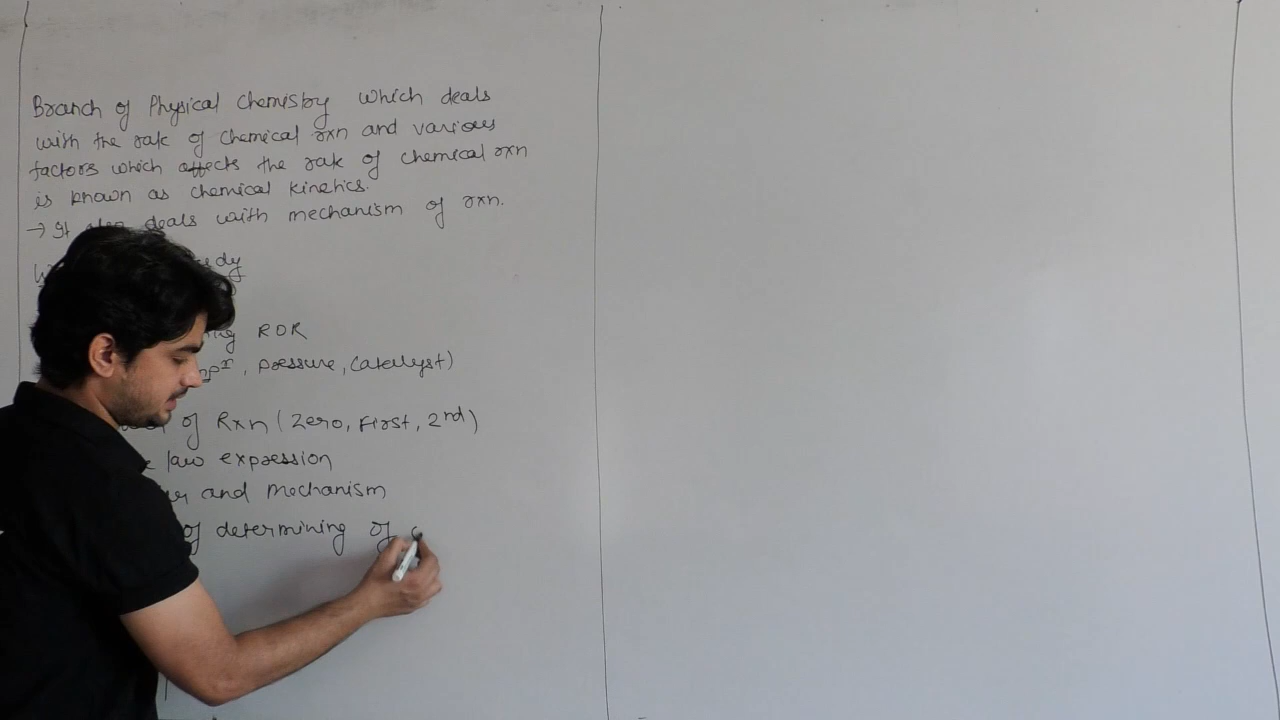 Branch of Physical Chemistry which deals
with the rate of chemical rxn and various
factors which affects the rate of chemical rxn
is known as chemical kinetics.
→ It also deals with mechanism of rxn.
ROR
, pressure, Catalyst)
of Rxn (Zero, First, 2nd)
law expression
and mechanism
of determining of